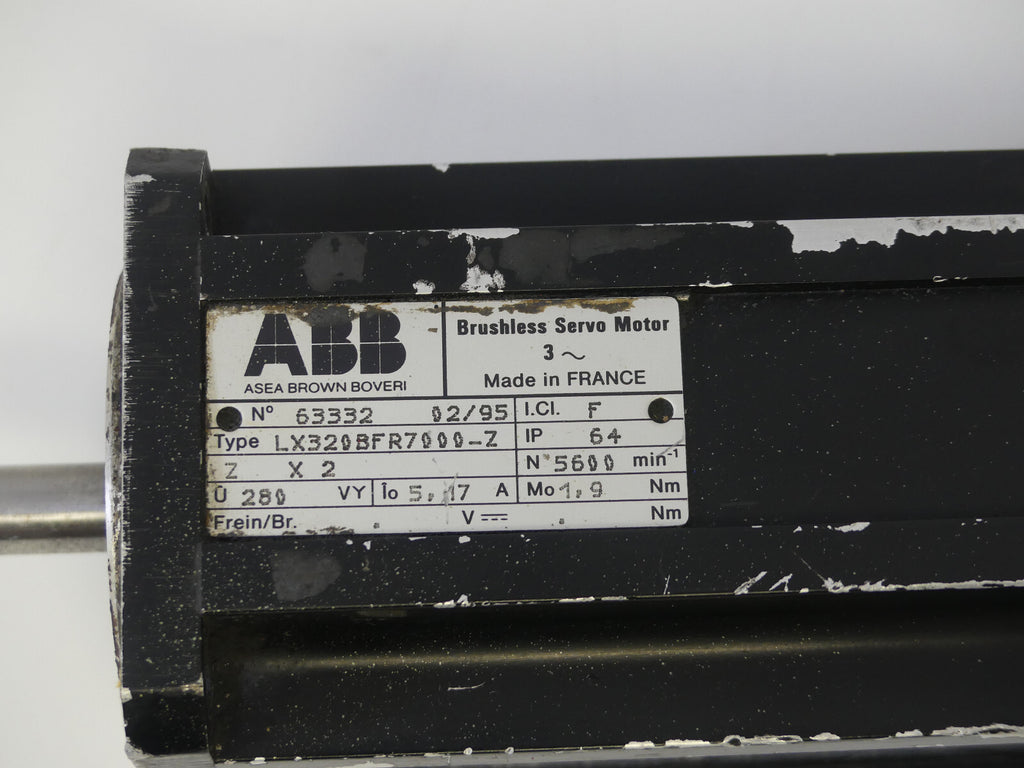 ABB
ASEA BROWN BOVERI
Brushless Servo Motor
3 ~
Made in FRANCE
N° 63332 02/95
I.Cl. F
Type LX320BFR7000-Z
IP 64
Z X 2
N 5600 min⁻¹
Û 280 VY
Îo 5,17 A
Mo 1,9 Nm
Frein/Br. V ⎓ Nm